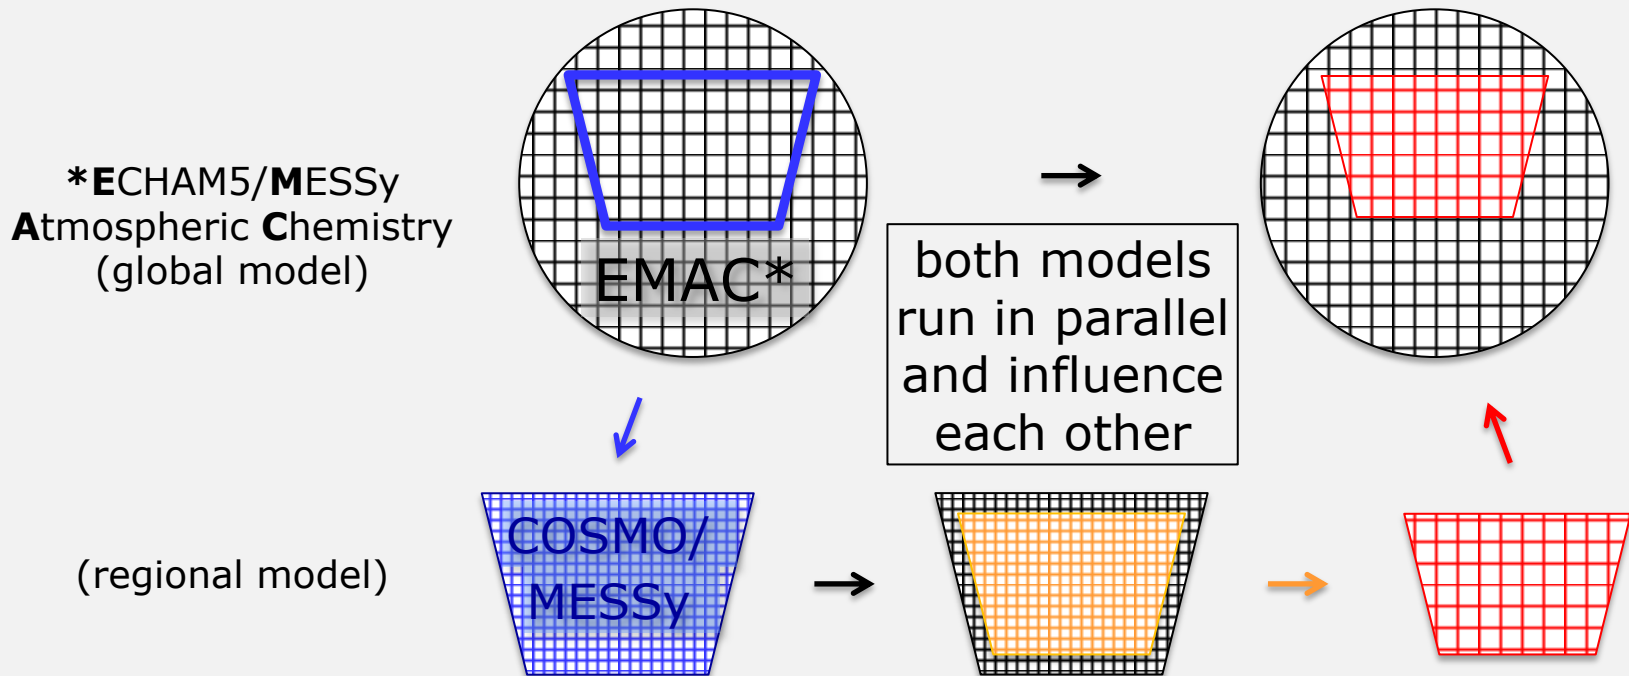 *ECHAM5/MESSy
Atmospheric Chemistry
(global model)
EMAC*
both models
run in parallel
and influence
each other
(regional model)
COSMO/
MESSy